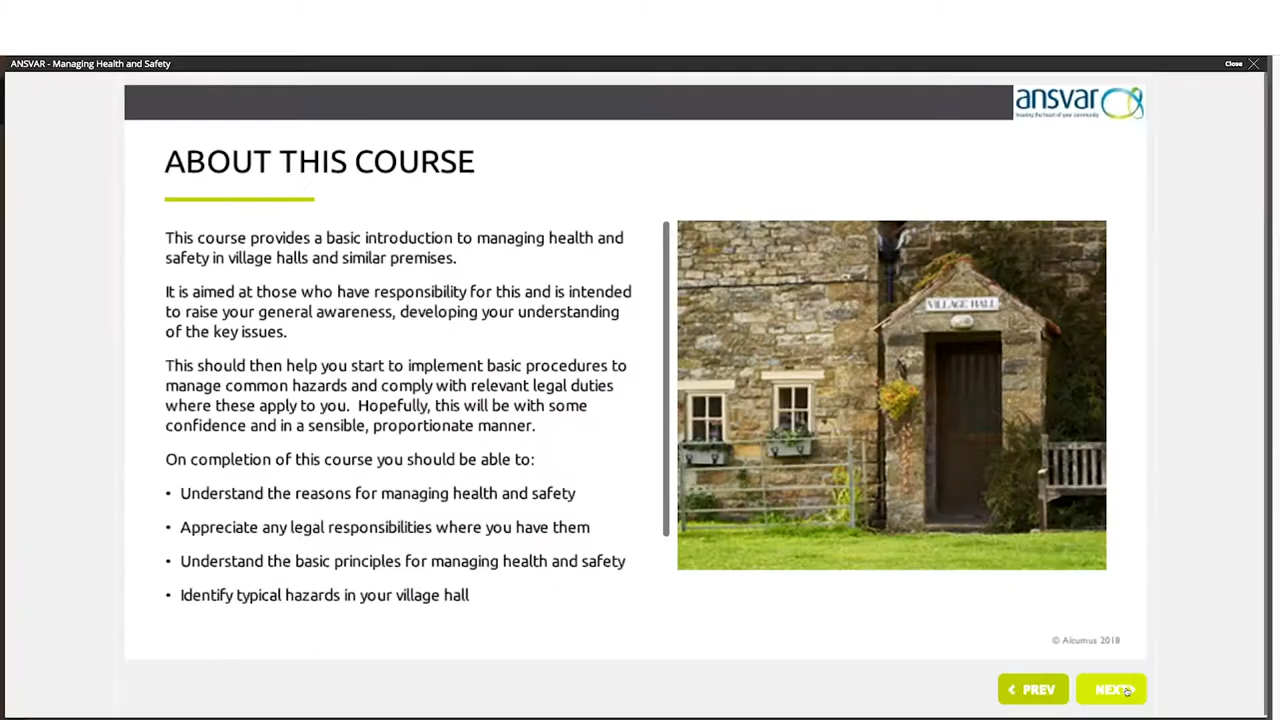 ANSVAR - Managing Health and Safety
Close
ansvar
Insuring the heart of your community
ABOUT THIS COURSE
This course provides a basic introduction to managing health and
safety in village halls and similar premises.
It is aimed at those who have responsibility for this and is intended
to raise your general awareness, developing your understanding
of the key issues.
This should then help you start to implement basic procedures to
manage common hazards and comply with relevant legal duties
where these apply to you. Hopefully, this will be with some
confidence and in a sensible, proportionate manner.
On completion of this course you should be able to:
• Understand the reasons for managing health and safety
• Appreciate any legal responsibilities where you have them
• Understand the basic principles for managing health and safety
• Identify typical hazards in your village hall
VILLAGE HALL
© Alcumus 2018
PREV
NEXT